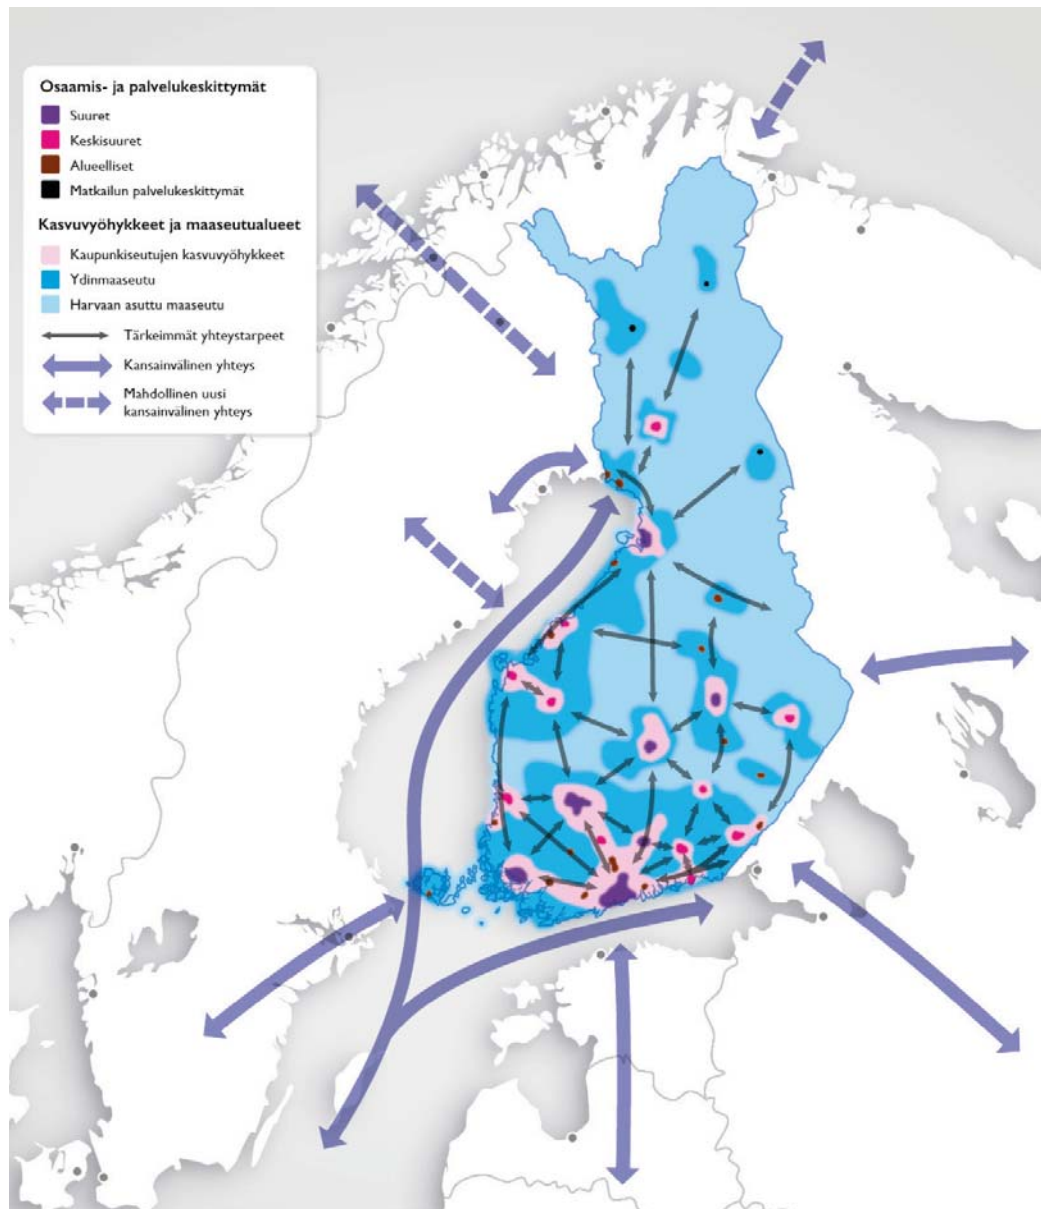 Osaamis- ja palvelukeskittymät
Suuret
Keskisuuret
Alueelliset
Matkailun palvelukeskittymät
Kasvuvyöhykkeet ja maaseutualueet
Kaupunkiseutujen kasvuvyöhykkeet
Ydinmaaseutu
Harvaan asuttu maaseutu
Tärkeimmät yhteystarpeet
Kansainvälinen yhteys
Mahdollinen uusi
kansainvälinen yhteys